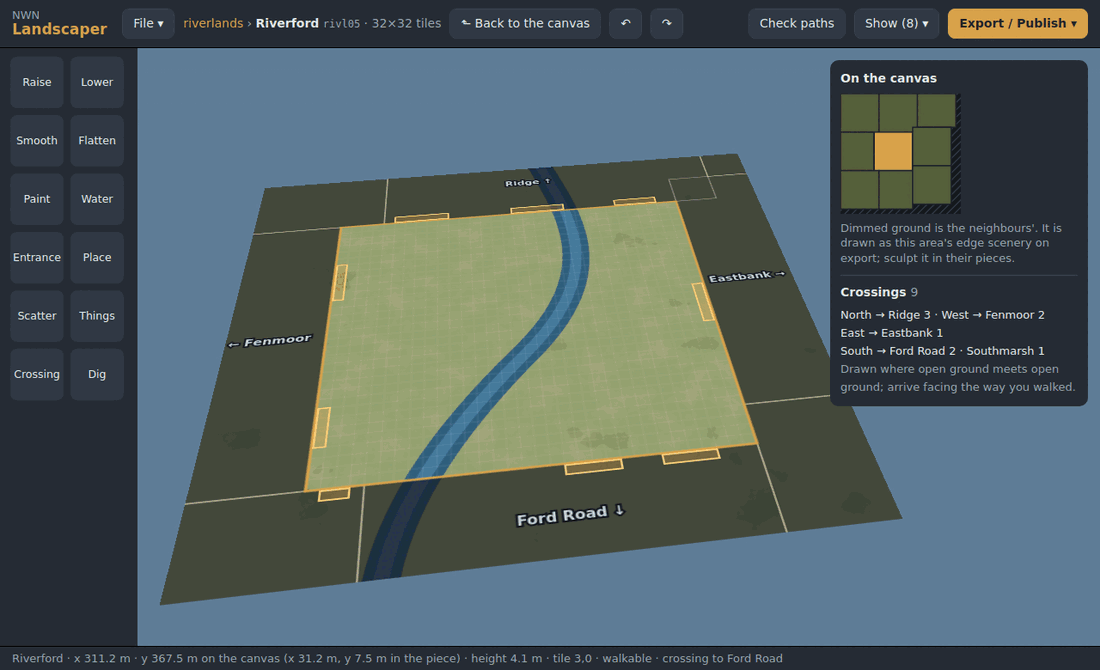 NWN
Landscaper
File ▾
riverlands › Riverford rivl05 · 32×32 tiles
⬑ Back to the canvas
↶
↷
Check paths
Show (8) ▾
Export / Publish ▾
Raise
Lower
Smooth
Flatten
Paint
Water
Entrance
Place
Scatter
Things
Crossing
Dig
Ridge ↑
Eastbank →
← Fenmoor
Ford Road ↓
On the canvas
Dimmed ground is the neighbours'. It is
drawn as this area's edge scenery on
export; sculpt it in their pieces.
Crossings 9
North → Ridge 3 · West → Fenmoor 2
East → Eastbank 1
South → Ford Road 2 · Southmarsh 1
Drawn where open ground meets open
ground; arrive facing the way you walked.
Riverford · x 311.2 m · y 367.5 m on the canvas (x 31.2 m, y 7.5 m in the piece) · height 4.1 m · tile 3,0 · walkable · crossing to Ford Road